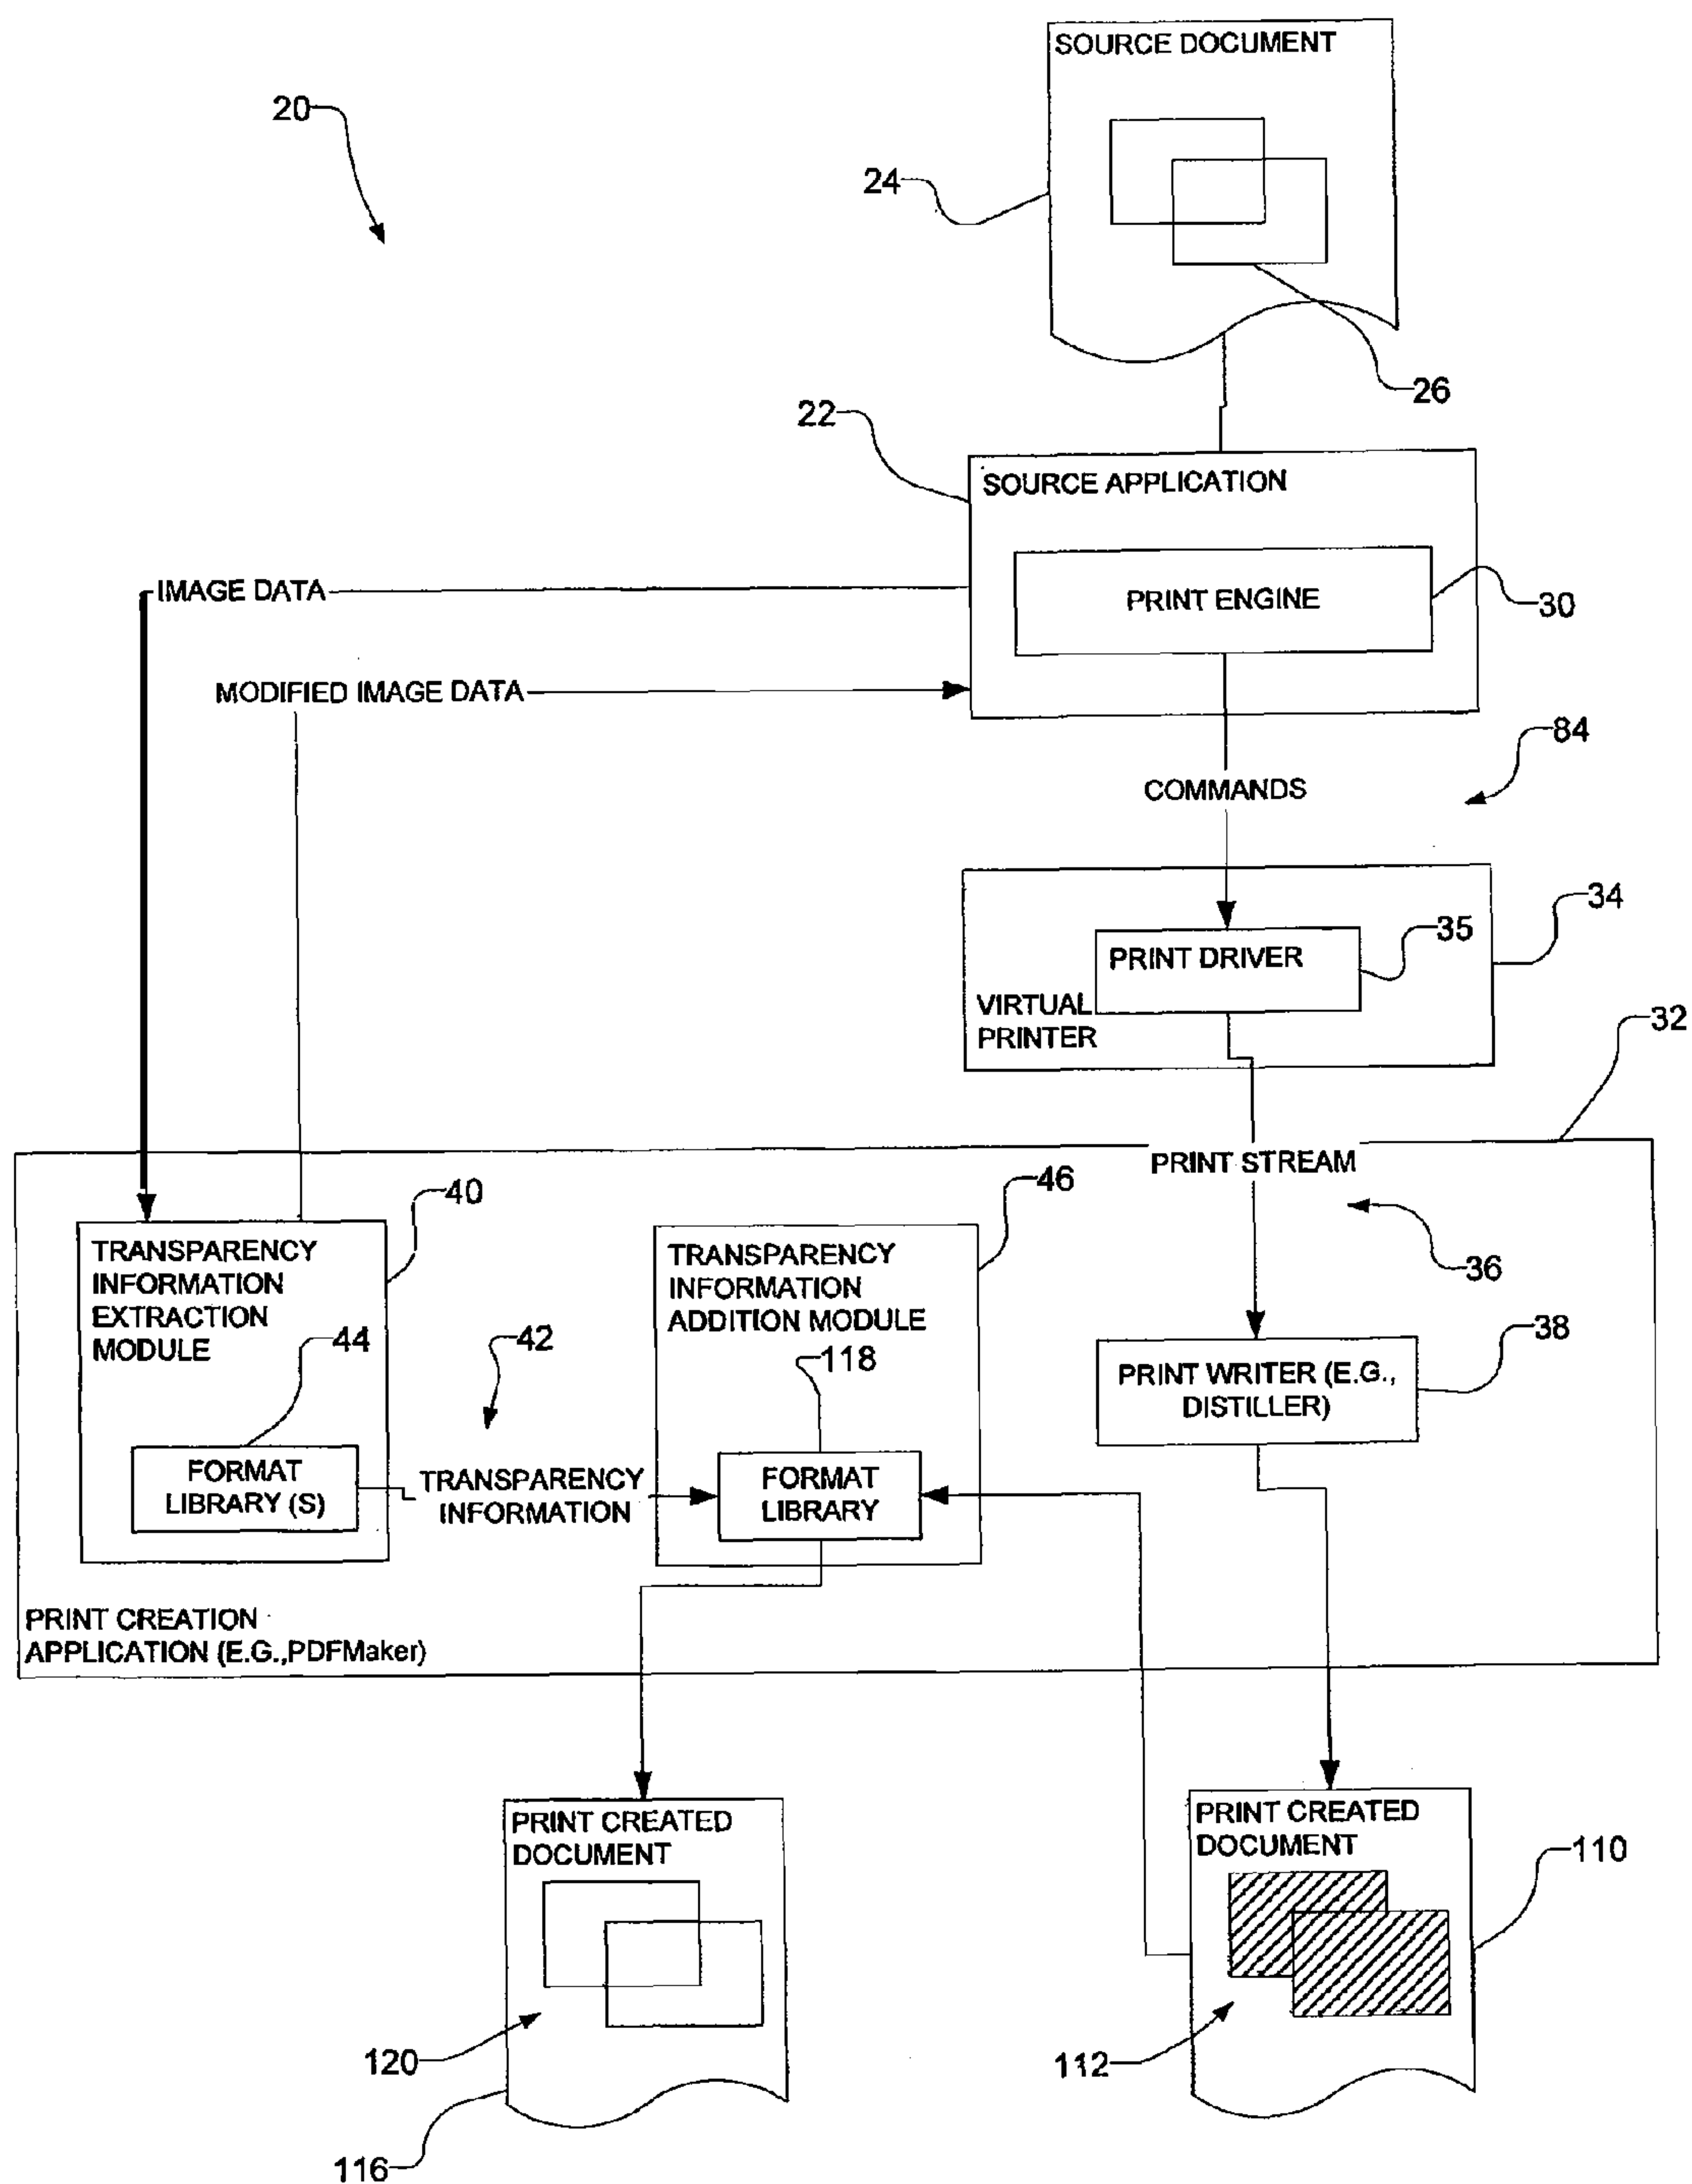 SOURCE DOCUMENT
20
24
26
22
SOURCE APPLICATION
IMAGE DATA
PRINT ENGINE
30
MODIFIED IMAGE DATA
84
COMMANDS
34
35
PRINT DRIVER
VIRTUAL
PRINTER
32
PRINT STREAM
40
46
TRANSPARENCY
INFORMATION
EXTRACTION
MODULE
TRANSPARENCY
INFORMATION
ADDITION MODULE
36
44
42
118
38
PRINT WRITER (E.G.,
DISTILLER)
FORMAT
LIBRARY (S)
TRANSPARENCY
INFORMATION
FORMAT
LIBRARY
PRINT CREATION
APPLICATION (E.G.,PDFMaker)
PRINT CREATED
DOCUMENT
PRINT CREATED
DOCUMENT
110
120
112
116